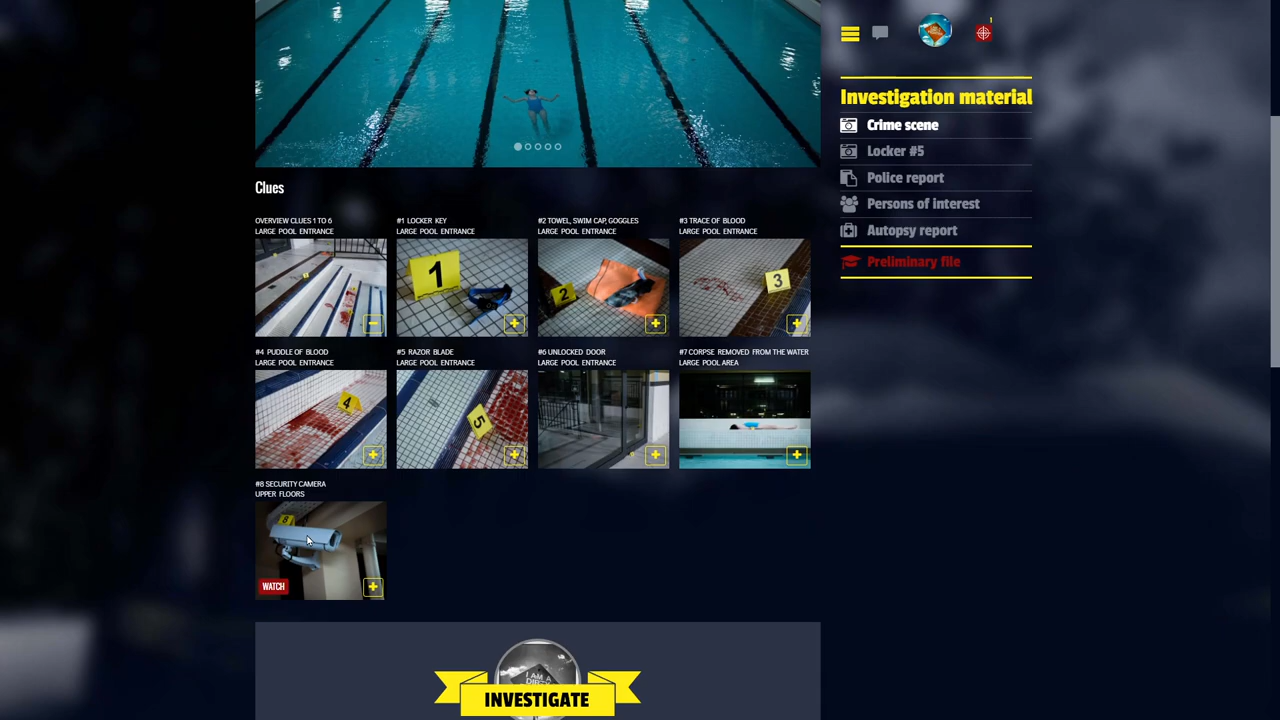 Investigation material
Crime scene
Locker #5
Police report
Persons of interest
Autopsy report
Preliminary file
Clues
OVERVIEW CLUES 1 TO 6
LARGE POOL ENTRANCE
#1 LOCKER KEY
LARGE POOL ENTRANCE
1
#2 TOWEL, SWIM CAP, GOGGLES
LARGE POOL ENTRANCE
2
#3 TRACE OF BLOOD
LARGE POOL ENTRANCE
3
#4 PUDDLE OF BLOOD
LARGE POOL ENTRANCE
4
#5 RAZOR BLADE
LARGE POOL ENTRANCE
5
#6 UNLOCKED DOOR
LARGE POOL ENTRANCE
#7 CORPSE REMOVED FROM THE WATER
LARGE POOL AREA
#8 SECURITY CAMERA
UPPER FLOORS
8
WATCH
I AM A
INVESTIGATE